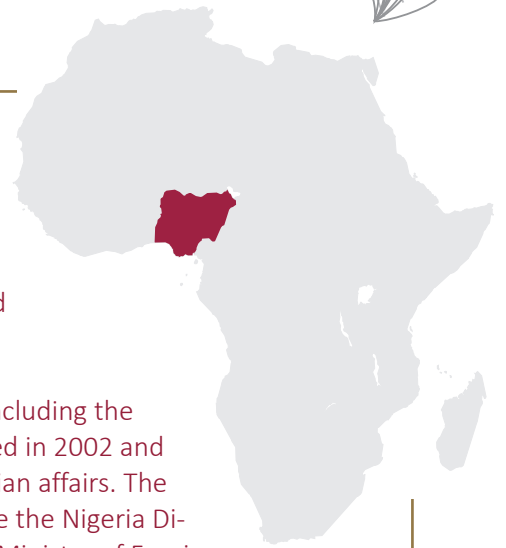 d
cluding the
ed in 2002 and
ian affairs. The
e the Nigeria Di-